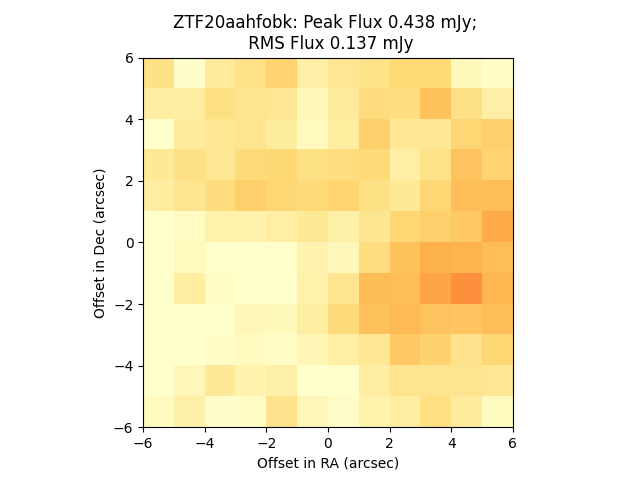 ZTF20aahfobk: Peak Flux 0.438 mJy;
RMS Flux 0.137 mJy
6
4
2
0
−2
−4
−6
Offset in Dec (arcsec)
−6 −4 −2 0 2 4 6
Offset in RA (arcsec)